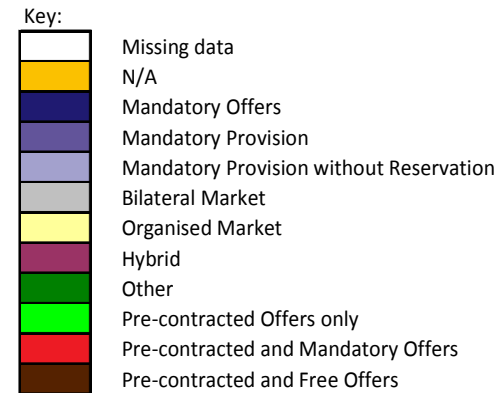 Key:
Missing data
N/A
Mandatory Offers
Mandatory Provision
Mandatory Provision without Reservation
Bilateral Market
Organised Market
Hybrid
Other
Pre-contracted Offers only
Pre-contracted and Mandatory Offers
Pre-contracted and Free Offers